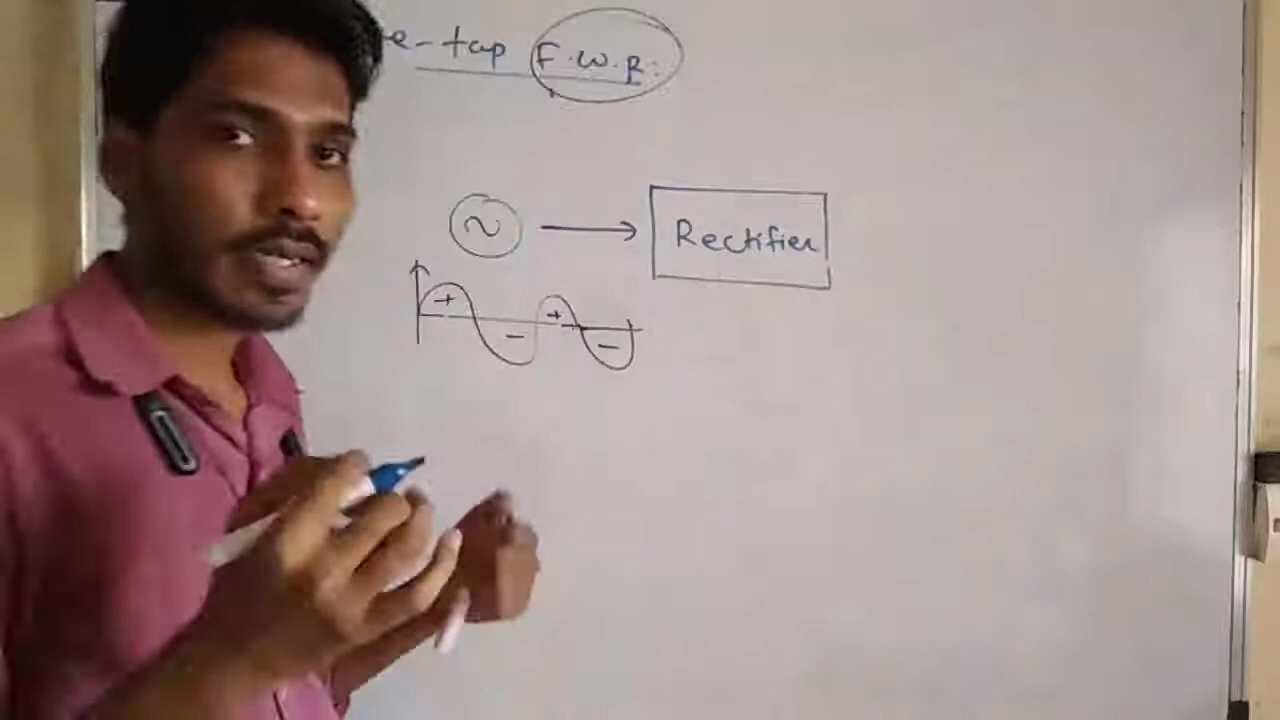 -tap F.W.R.
~
Rectifier
+ - + -